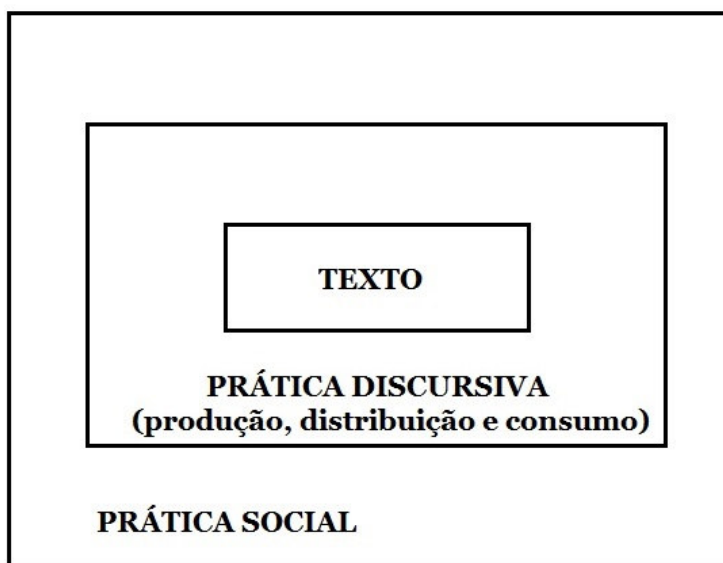 TEXTO
PRÁTICA DISCURSIVA
(produção, distribuição e consumo)
PRÁTICA SOCIAL